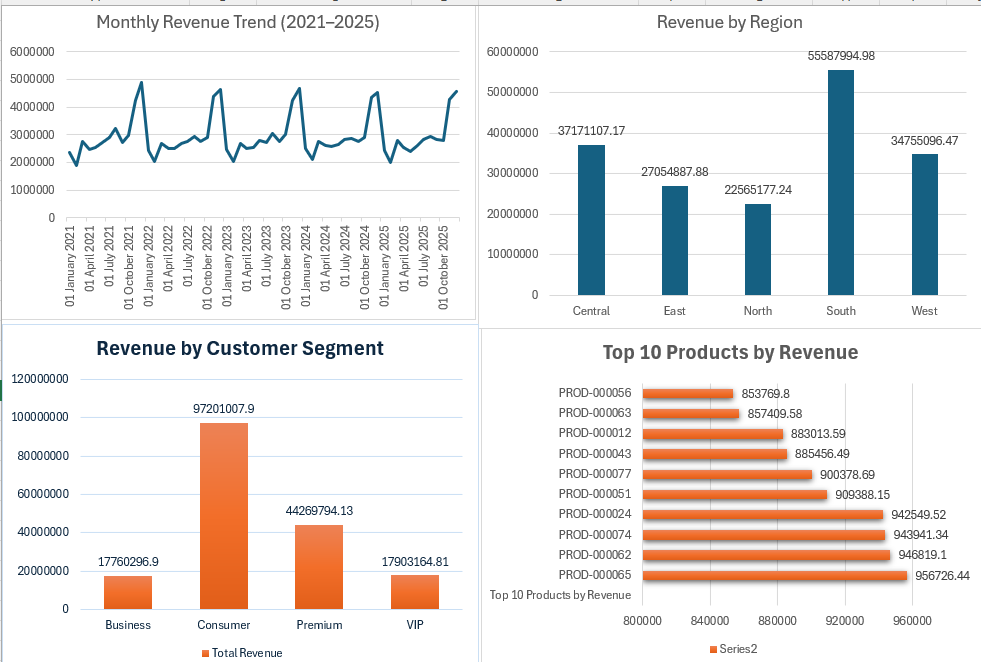 Monthly Revenue Trend (2021–2025)
6000000
5000000
4000000
3000000
2000000
1000000
0
01 January 2021
01 April 2021
01 July 2021
01 October 2021
01 January 2022
01 April 2022
01 July 2022
01 October 2022
01 January 2023
01 April 2023
01 July 2023
01 October 2023
01 January 2024
01 April 2024
01 July 2024
01 October 2024
01 January 2025
01 April 2025
01 July 2025
01 October 2025
Revenue by Region
60000000
50000000
40000000
30000000
20000000
10000000
0
37171107.17
27054887.88
22565177.24
55587994.98
34755096.47
Central
East
North
South
West
Revenue by Customer Segment
120000000
100000000
80000000
60000000
40000000
20000000
0
17760296.9
97201007.9
44269794.13
17903164.81
Business
Consumer
Premium
VIP
Total Revenue
Top 10 Products by Revenue
PROD-000056 853769.8
PROD-000063 857409.58
PROD-000012 883013.59
PROD-000043 885456.49
PROD-000077 900378.69
PROD-000051 909388.15
PROD-000024 942549.52
PROD-000074 943941.34
PROD-000062 946819.1
PROD-000065 956726.44
Top 10 Products by Revenue
800000 840000 880000 920000 960000
Series2